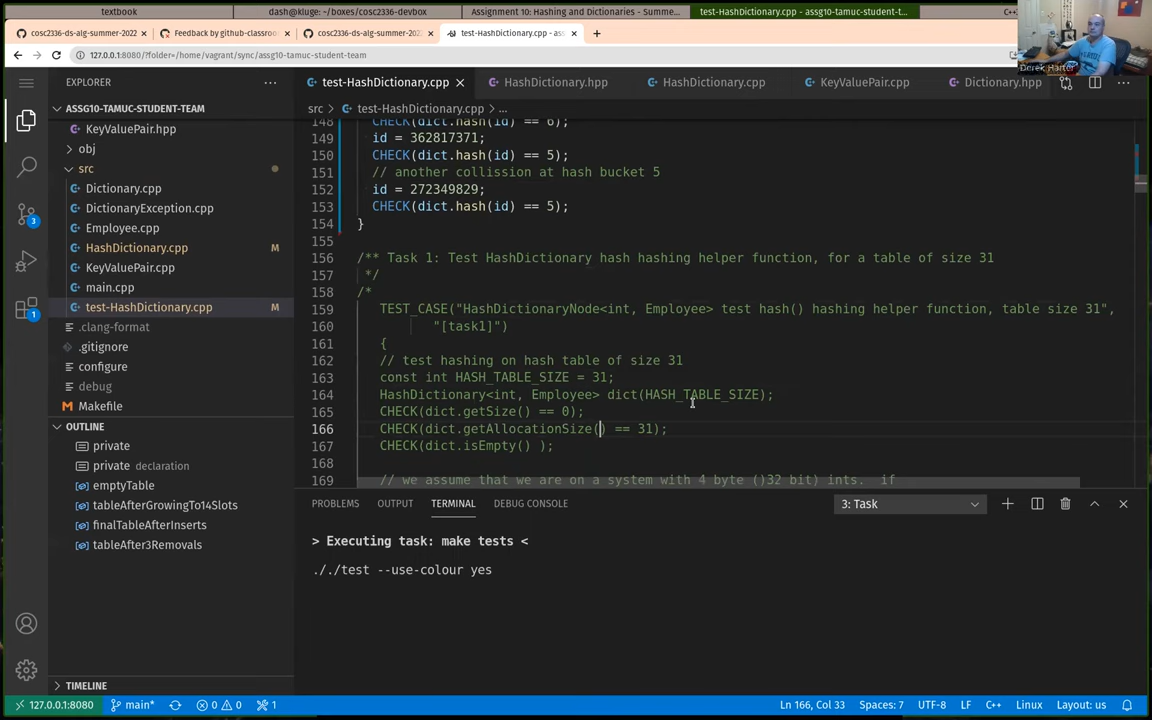 textbook
dash@kluge: ~/boxes/cosc2336-devbox
Assignment 10: Hashing and Dictionaries - Summe...
test-HashDictionary.cpp - assg10-tamuc-student-t...
cosc2336-ds-alg-summer-2022
Feedback by github-classroo
cosc2336-ds-alg-summer-2022
test-HashDictionary.cpp - as
127.0.0.1:8080/?folder=/home/vagrant/sync/assg10-tamuc-student-team
Derek Harter
EXPLORER
test-HashDictionary.cpp
HashDictionary.hpp
HashDictionary.cpp
KeyValuePair.cpp
Dictionary.cpp
ASSG10-TAMUC-STUDENT-TEAM
src > test-HashDictionary.cpp > ...
KeyValuePair.hpp
obj
src
Dictionary.cpp
DictionaryException.cpp
Employee.cpp
HashDictionary.cpp M
KeyValuePair.cpp
main.cpp
test-HashDictionary.cpp M
.clang-format
.gitignore
configure
debug
Makefile
OUTLINE
private
private declaration
emptyTable
tableAfterGrowingTo14Slots
finalTableAfterInserts
tableAfter3Removals
TIMELINE
148 CHECK(dict.hash(id) == 6);
149 id = 362817371;
150 CHECK(dict.hash(id) == 5);
151 // another collission at hash bucket 5
152 id = 272349829;
153 CHECK(dict.hash(id) == 5);
154 }
155
156 /** Task 1: Test HashDictionary hash hashing helper function, for a table of size 31
157 */
158 /*
159 TEST_CASE("HashDictionaryNode<int, Employee> test hash() hashing helper function, table size 31",
160 "[task1]")
161 {
162 // test hashing on hash table of size 31
163 const int HASH_TABLE_SIZE = 31;
164 HashDictionary<int, Employee> dict(HASH_TABLE_SIZE);
165 CHECK(dict.getSize() == 0);
166 CHECK(dict.getAllocationSize() == 31);
167 CHECK(dict.isEmpty() );
168
169 // we assume that we are on a system with 4 byte ()32 bit) ints.  if
PROBLEMS OUTPUT TERMINAL DEBUG CONSOLE
3: Task
> Executing task: make tests <
././test --use-colour yes
127.0.0.1:8080 main* 0 0 1
Ln 166, Col 33 Spaces: 7 UTF-8 LF C++ Linux Layout: us